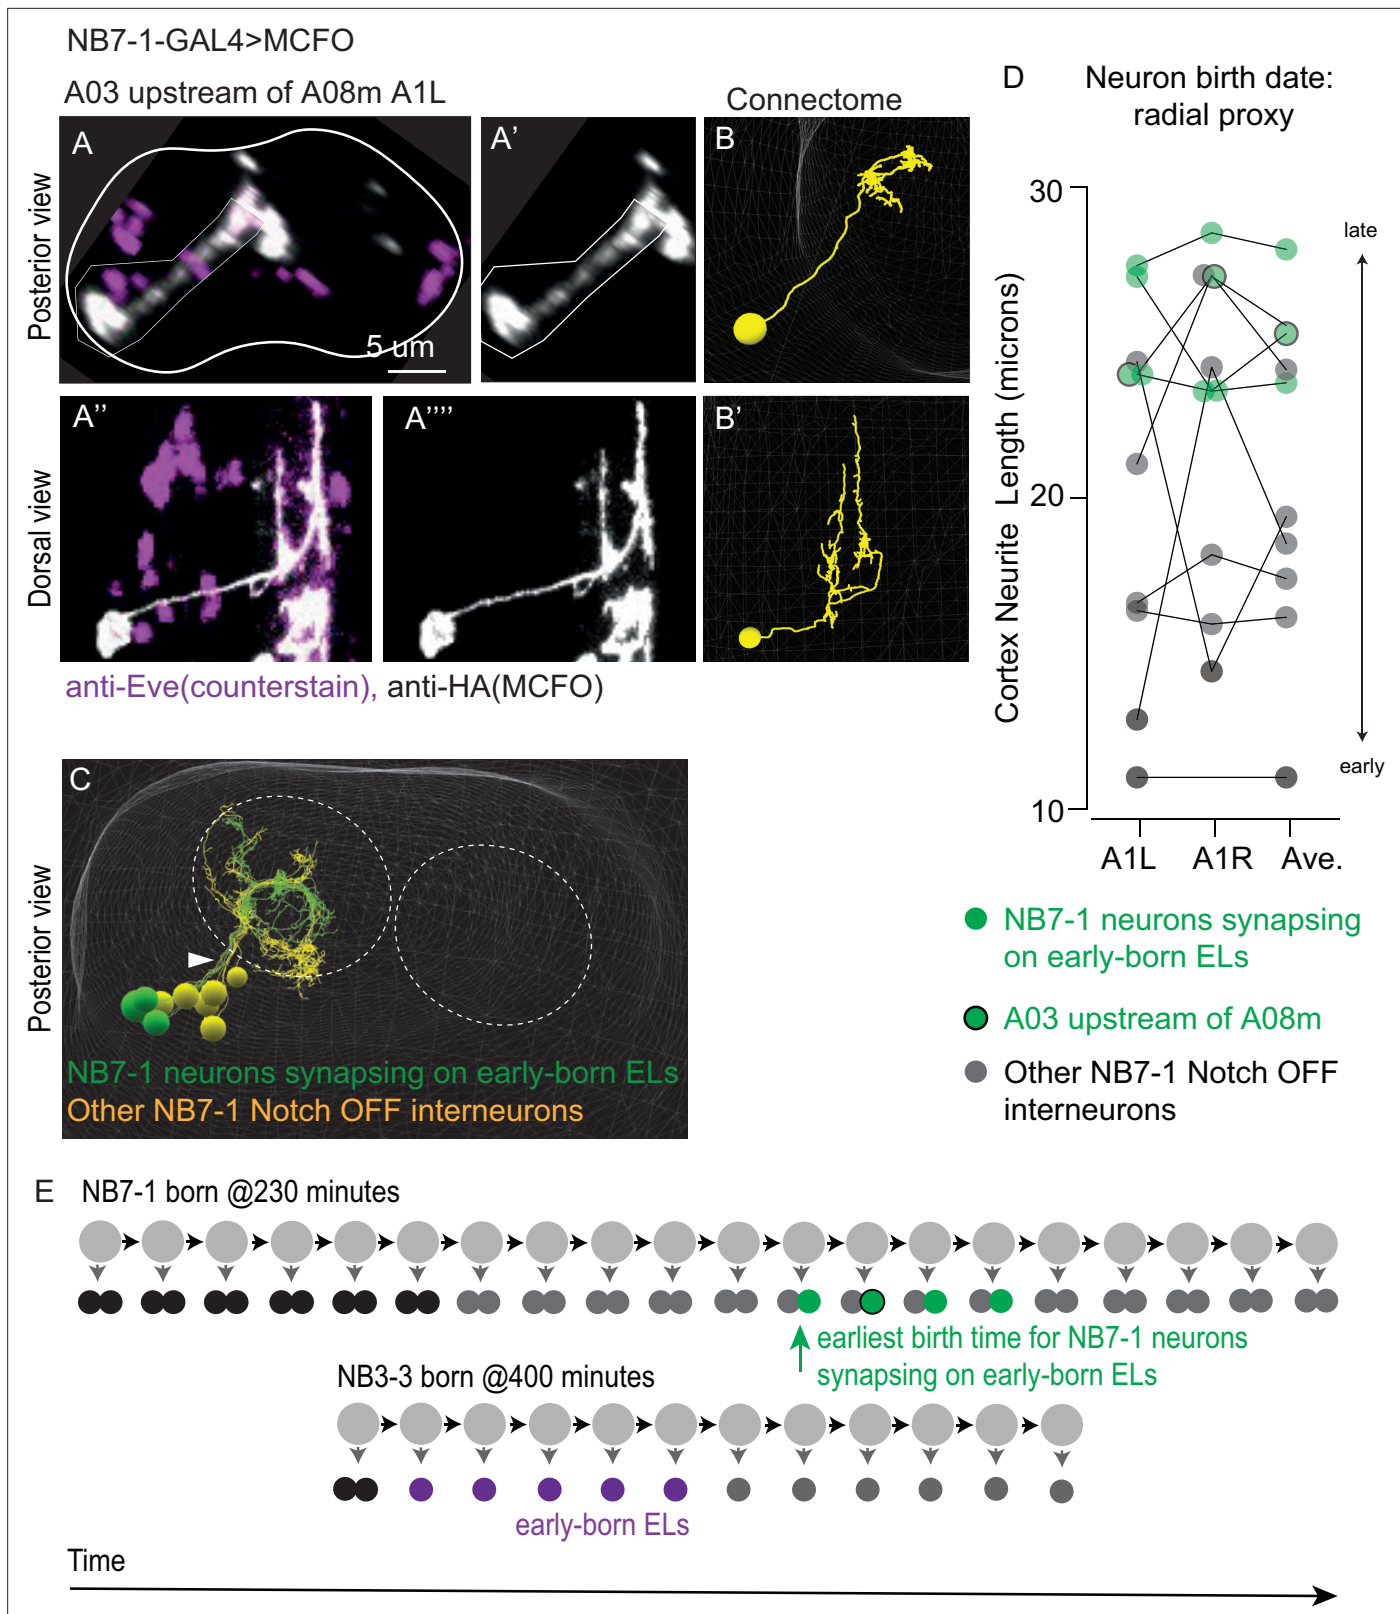 NB7-1-GAL4>MCFO
A03 upstream of A08m A1L
Connectome
Posterior view
A
5 um
A'
B
Dorsal view
A''
A''''
B'
anti-Eve(counterstain), anti-HA(MCFO)
Posterior view
C
NB7-1 neurons synapsing on early-born ELs
Other NB7-1 Notch OFF interneurons
D
Neuron birth date:
radial proxy
Cortex Neurite Length (microns)
30
20
10
late
early
A1L A1R Ave.
NB7-1 neurons synapsing
on early-born ELs
A03 upstream of A08m
Other NB7-1 Notch OFF
interneurons
E NB7-1 born @230 minutes
earliest birth time for NB7-1 neurons
synapsing on early-born ELs
NB3-3 born @400 minutes
early-born ELs
Time